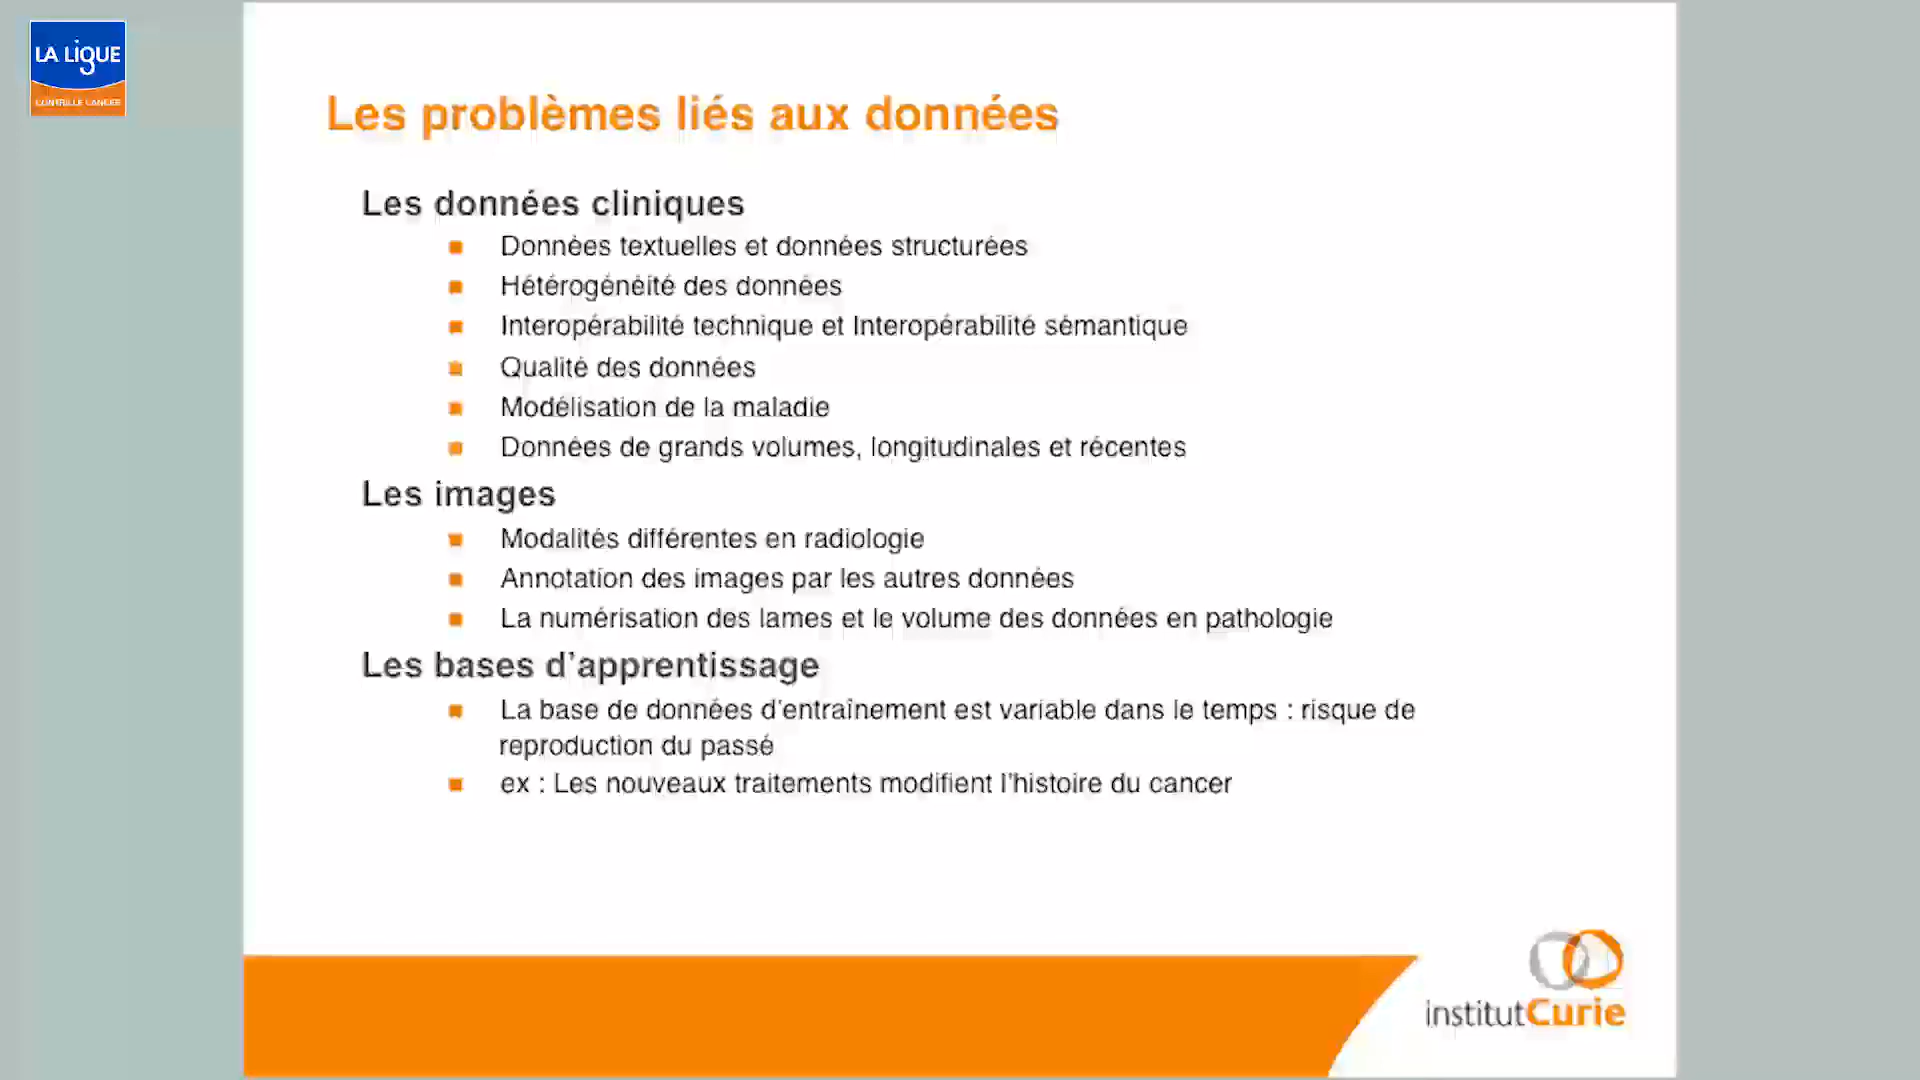 LA LIGUE
CONTRE LE CANCER
Les problèmes liés aux données
Les données cliniques
Données textuelles et données structurées
Hétérogénéité des données
Interopérabilité technique et Interopérabilité sémantique
Qualité des données
Modélisation de la maladie
Données de grands volumes, longitudinales et récentes
Les images
Modalités différentes en radiologie
Annotation des images par les autres données
La numérisation des lames et le volume des données en pathologie
Les bases d'apprentissage
La base de données d'entraînement est variable dans le temps : risque de
reproduction du passé
ex : Les nouveaux traitements modifient l'histoire du cancer
institutCurie